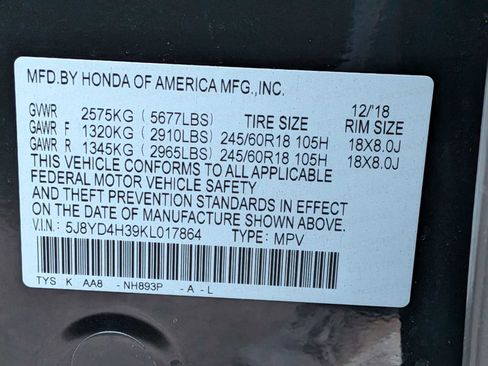 MFD.BY HONDA OF AMERICA MFG.,INC.
12/'18
GVWR 2575KG (5677LBS) TIRE SIZE RIM SIZE
GAWR F 1320KG (2910LBS) 245/60R18 105H 18X8.0J
GAWR R 1345KG (2965LBS) 245/60R18 105H 18X8.0J
THIS VEHICLE CONFORMS TO ALL APPLICABLE
FEDERAL MOTOR VEHICLE SAFETY
AND THEFT PREVENTION STANDARDS IN EFFECT
ON THE DATE OF MANUFACTURE SHOWN ABOVE.
V.I.N.: 5J8YD4H39KL017864 TYPE: MPV
TYS K AA8 -NH893P -A-L